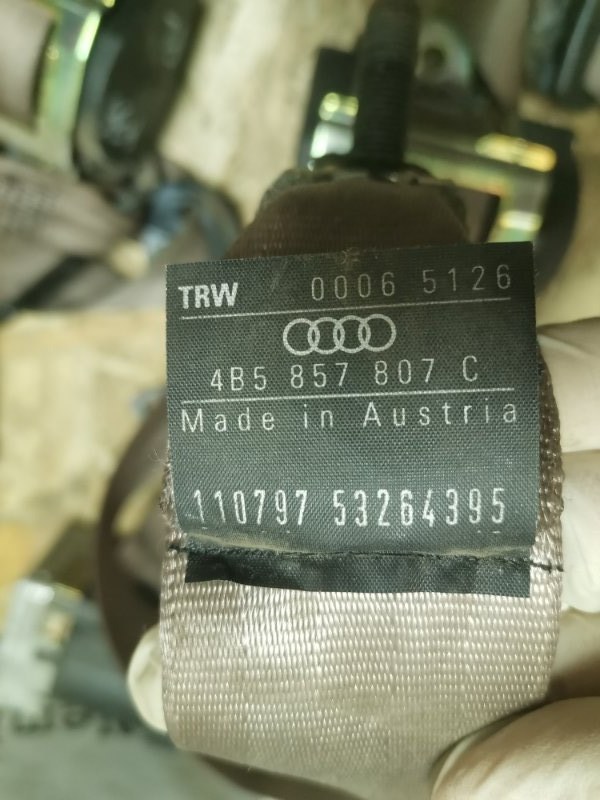 TRW 0006 5126
4B5 857 807 C
Made in Austria
110797 53264395